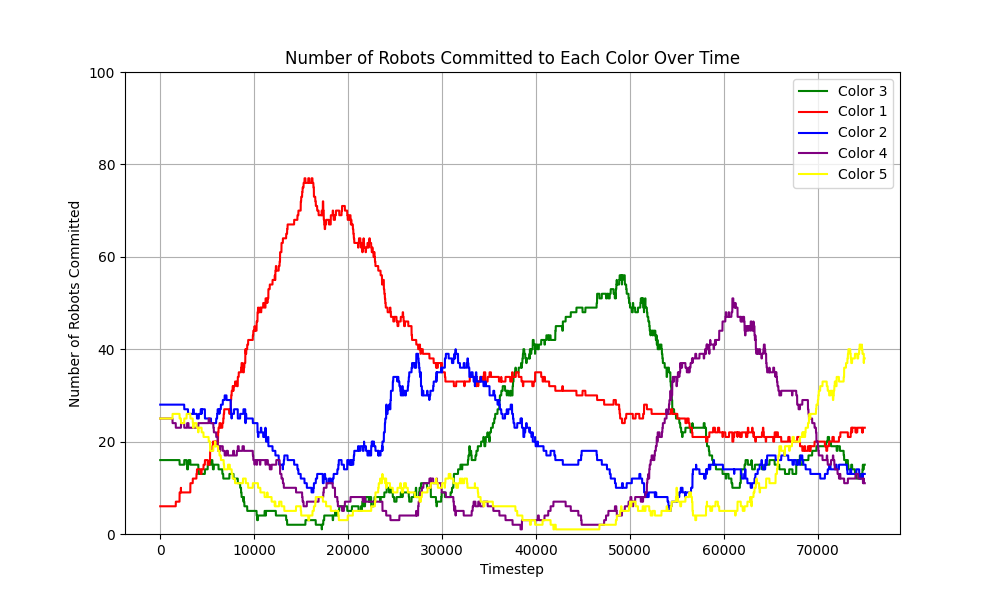 Number of Robots Committed to Each Color Over Time
Number of Robots Committed
100
80
60
40
20
0
Color 3
Color 1
Color 2
Color 4
Color 5
0
10000
20000
30000
40000
50000
60000
70000
Timestep